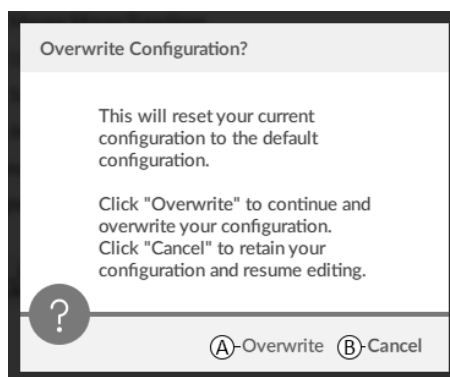 Overwrite Configuration?
This will reset your current
configuration to the default
configuration.
Click "Overwrite" to continue and
overwrite your configuration.
Click "Cancel" to retain your
configuration and resume editing.
?
Ⓐ-Overwrite Ⓑ-Cancel